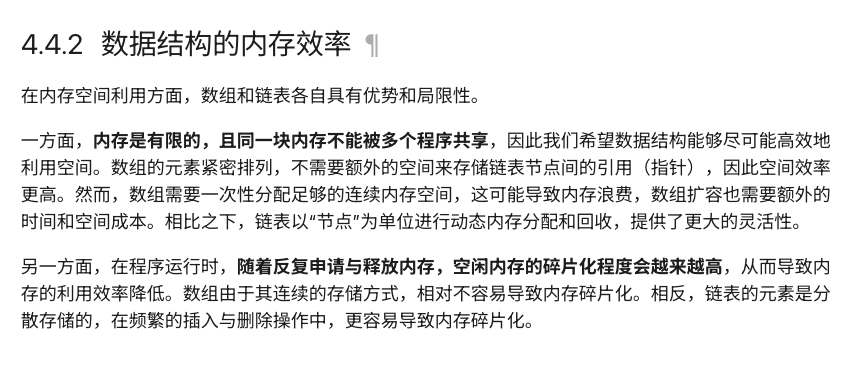 4.4.2 数据结构的内存效率 ¶
在内存空间利用方面，数组和链表各自具有优势和局限性。
一方面，内存是有限的，且同一块内存不能被多个程序共享，因此我们希望数据结构能够尽可能高效地
利用空间。数组的元素紧密排列，不需要额外的空间来存储链表节点间的引用（指针），因此空间效率
更高。然而，数组需要一次性分配足够的连续内存空间，这可能导致内存浪费，数组扩容也需要额外的
时间和空间成本。相比之下，链表以“节点”为单位进行动态内存分配和回收，提供了更大的灵活性。
另一方面，在程序运行时，随着反复申请与释放内存，空闲内存的碎片化程度会越来越高，从而导致内
存的利用效率降低。数组由于其连续的存储方式，相对不容易导致内存碎片化。相反，链表的元素是分
散存储的，在频繁的插入与删除操作中，更容易导致内存碎片化。